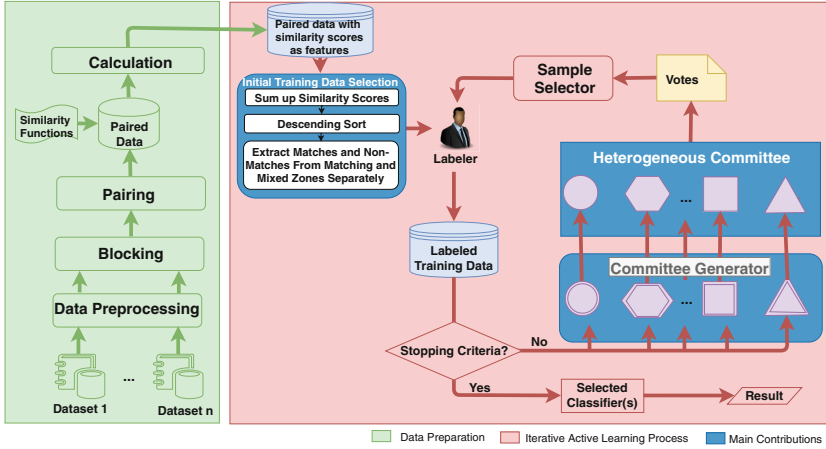 Calculation
Similarity
Functions
Paired
Data
Pairing
Blocking
Data Preprocessing
...
Dataset 1
Dataset n
Paired data with
similarity scores
as features
Initial Training Data Selection
Sum up Similarity Scores
Descending Sort
Extract Matches and Non-
Matches From Matching and
Mixed Zones Separately
Labeler
Sample
Selector
Votes
Heterogeneous Committee
...
Committee Generator
...
Labeled
Training Data
Stopping Criteria?
No
Yes
Selected
Classifier(s)
Result
Data Preparation
Iterative Active Learning Process
Main Contributions